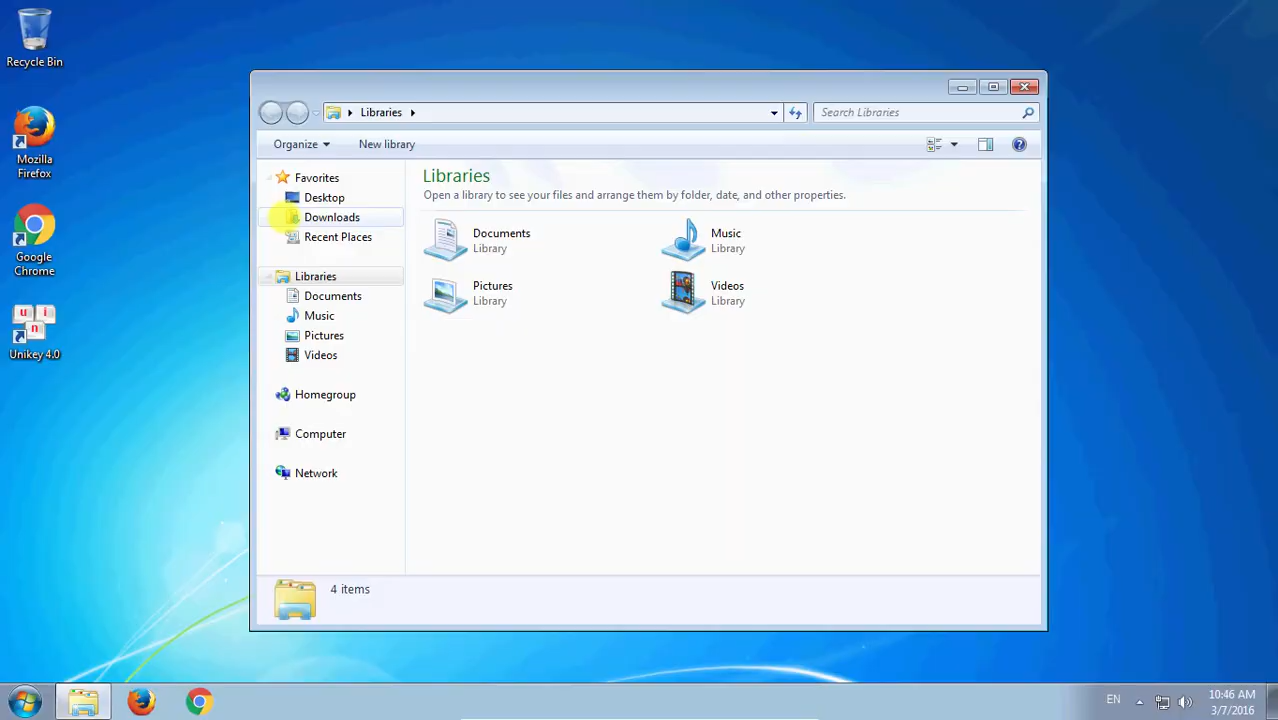 Recycle Bin
Mozilla
Firefox
Google
Chrome
u i
n
Unikey 4.0
Libraries
Search Libraries
Organize
New library
Favorites
Desktop
Downloads
Recent Places
Libraries
Documents
Music
Pictures
Videos
Homegroup
Computer
Network
Libraries
Open a library to see your files and arrange them by folder, date, and other properties.
Documents
Library
Music
Library
Pictures
Library
Videos
Library
4 items
EN
10:46 AM
3/7/2016